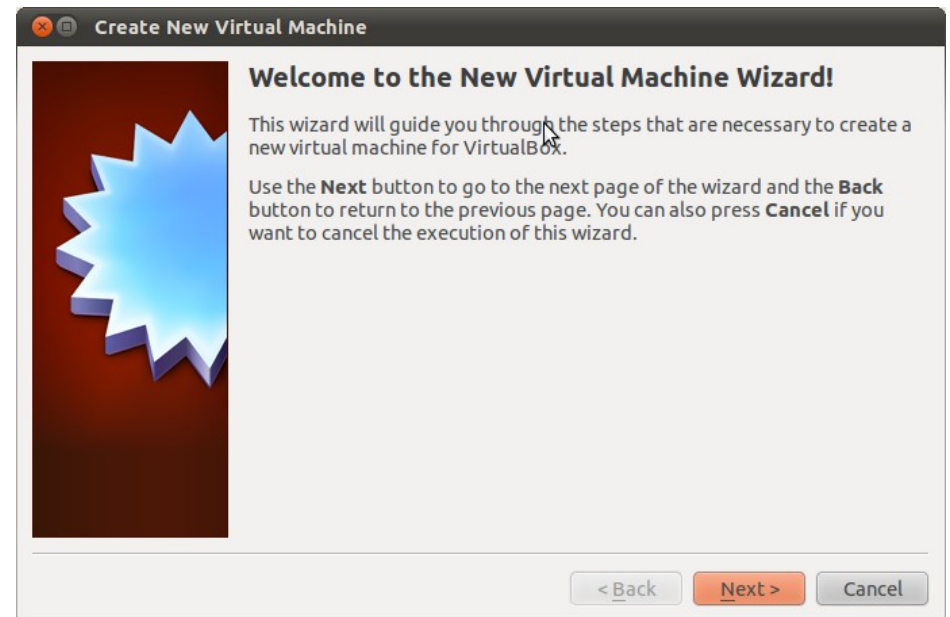 Create New Virtual Machine
Welcome to the New Virtual Machine Wizard!
This wizard will guide you through the steps that are necessary to create a
new virtual machine for VirtualBox.
Use the Next button to go to the next page of the wizard and the Back
button to return to the previous page. You can also press Cancel if you
want to cancel the execution of this wizard.
< Back Next > Cancel